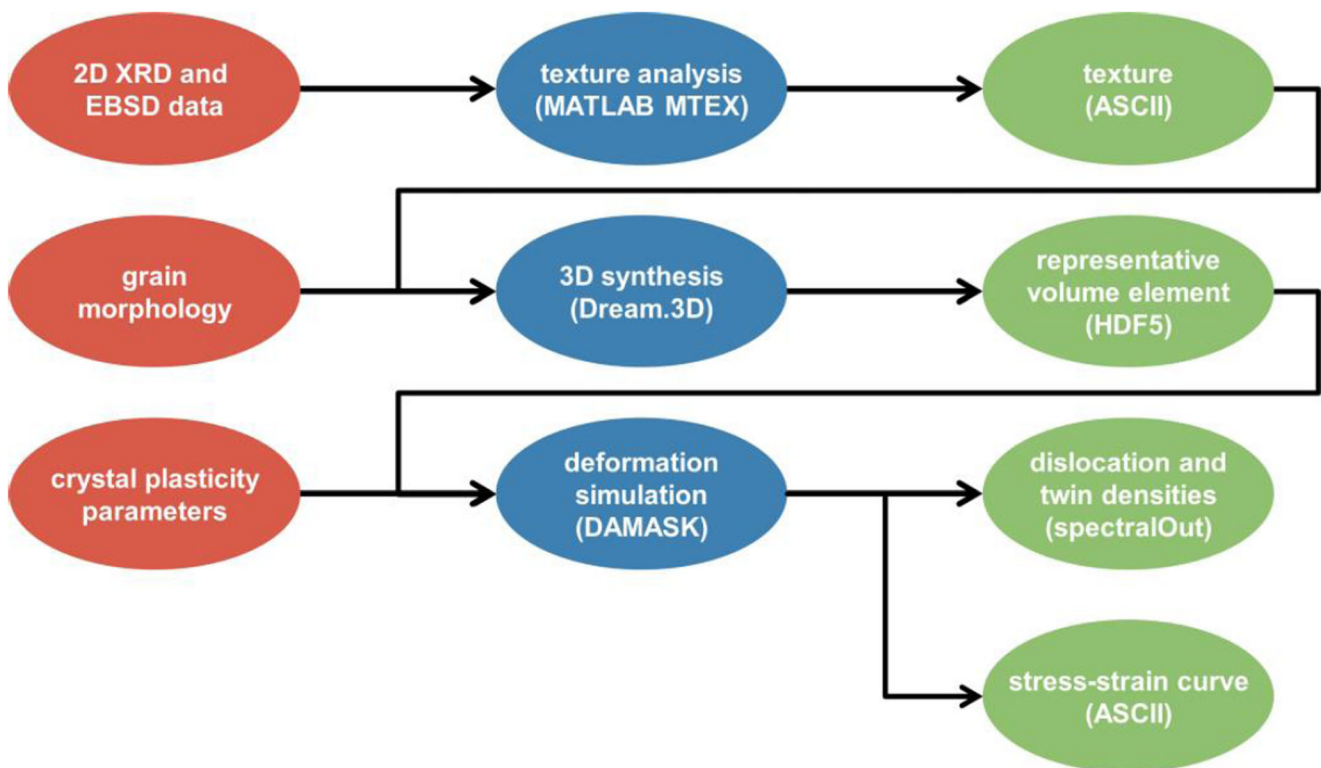 2D XRD and
EBSD data
texture analysis
(MATLAB MTEX)
texture
(ASCII)
grain
morphology
3D synthesis
(Dream.3D)
representative
volume element
(HDF5)
crystal plasticity
parameters
deformation
simulation
(DAMASK)
dislocation and
twin densities
(spectralOut)
stress-strain curve
(ASCII)